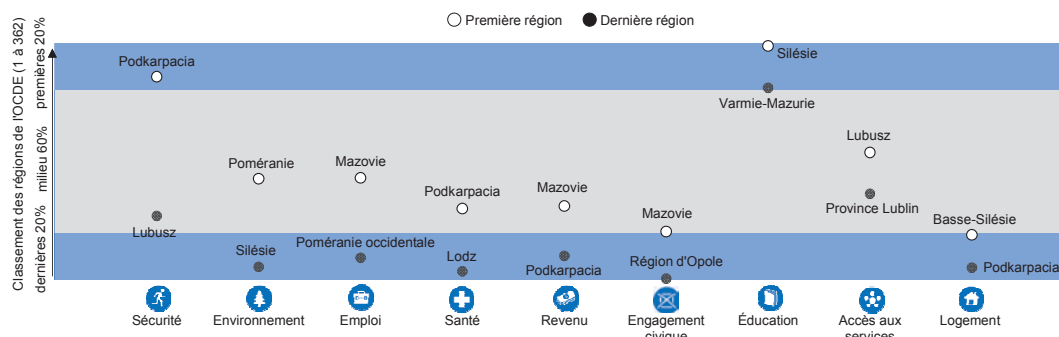 Première région
Dernière région
Classement des régions de l'OCDE (1 à 362)
dernières 20% milieu 60% premières 20%
Podkarpacia
Lubusz
Poméranie
Silésie
Mazovie
Poméranie occidentale
Podkarpacia
Lodz
Mazovie
Podkarpacia
Mazovie
Région d'Opole
Silésie
Varmie-Mazurie
Lubusz
Province Lublin
Basse-Silésie
Podkarpacia
Sécurité
Environnement
Emploi
Santé
Revenu
Engagement
civique
Éducation
Accès aux
services
Logement